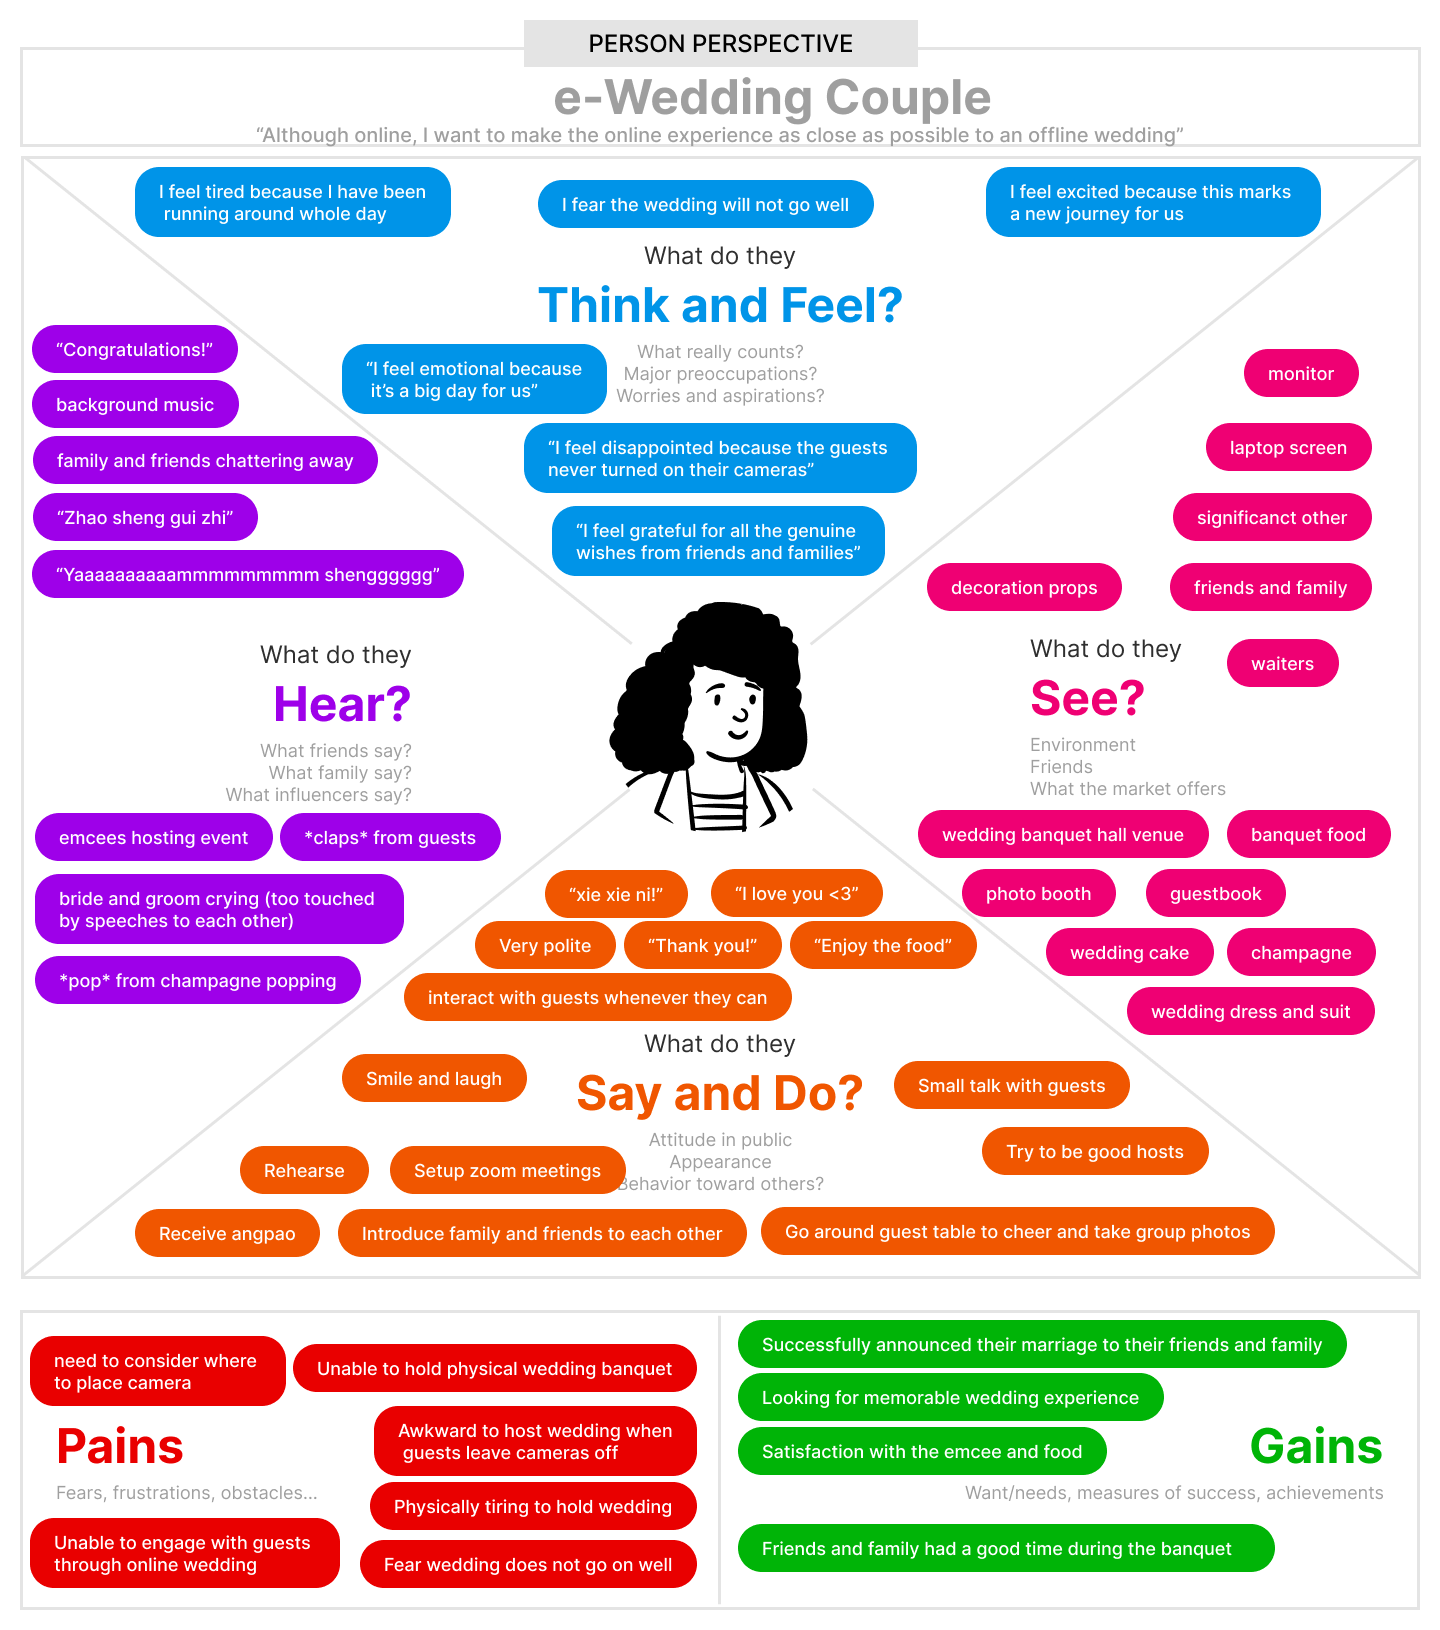 PERSON PERSPECTIVE
e-Wedding Couple
“Although online, I want to make the online experience as close as possible to an offline wedding”
I feel tired because I have been
running around whole day
I fear the wedding will not go well
I feel excited because this marks
a new journey for us
What do they
Think and Feel?
What really counts?
Major preoccupations?
Worries and aspirations?
“I feel emotional because
it’s a big day for us”
“I feel disappointed because the guests
never turned on their cameras”
“I feel grateful for all the genuine
wishes from friends and families”
“Congratulations!”
background music
family and friends chattering away
“Zhao sheng gui zhi”
“Yaaaaaaaaaammmmmmmmm shengggggg”
What do they
Hear?
What friends say?
What family say?
What influencers say?
emcees hosting event
*claps* from guests
bride and groom crying (too touched
by speeches to each other)
*pop* from champagne popping
monitor
laptop screen
significanct other
decoration props
friends and family
waiters
What do they
See?
Environment
Friends
What the market offers
wedding banquet hall venue
banquet food
photo booth
guestbook
wedding cake
champagne
wedding dress and suit
“xie xie ni!”
“I love you <3”
Very polite
“Thank you!”
“Enjoy the food”
interact with guests whenever they can
What do they
Say and Do?
Attitude in public
Appearance
Behavior toward others?
Smile and laugh
Small talk with guests
Try to be good hosts
Rehearse
Setup zoom meetings
Receive angpao
Introduce family and friends to each other
Go around guest table to cheer and take group photos
need to consider where
to place camera
Unable to hold physical wedding banquet
Pains
Fears, frustrations, obstacles...
Awkward to host wedding when
guests leave cameras off
Physically tiring to hold wedding
Unable to engage with guests
through online wedding
Fear wedding does not go on well
Successfully announced their marriage to their friends and family
Looking for memorable wedding experience
Satisfaction with the emcee and food
Gains
Want/needs, measures of success, achievements
Friends and family had a good time during the banquet